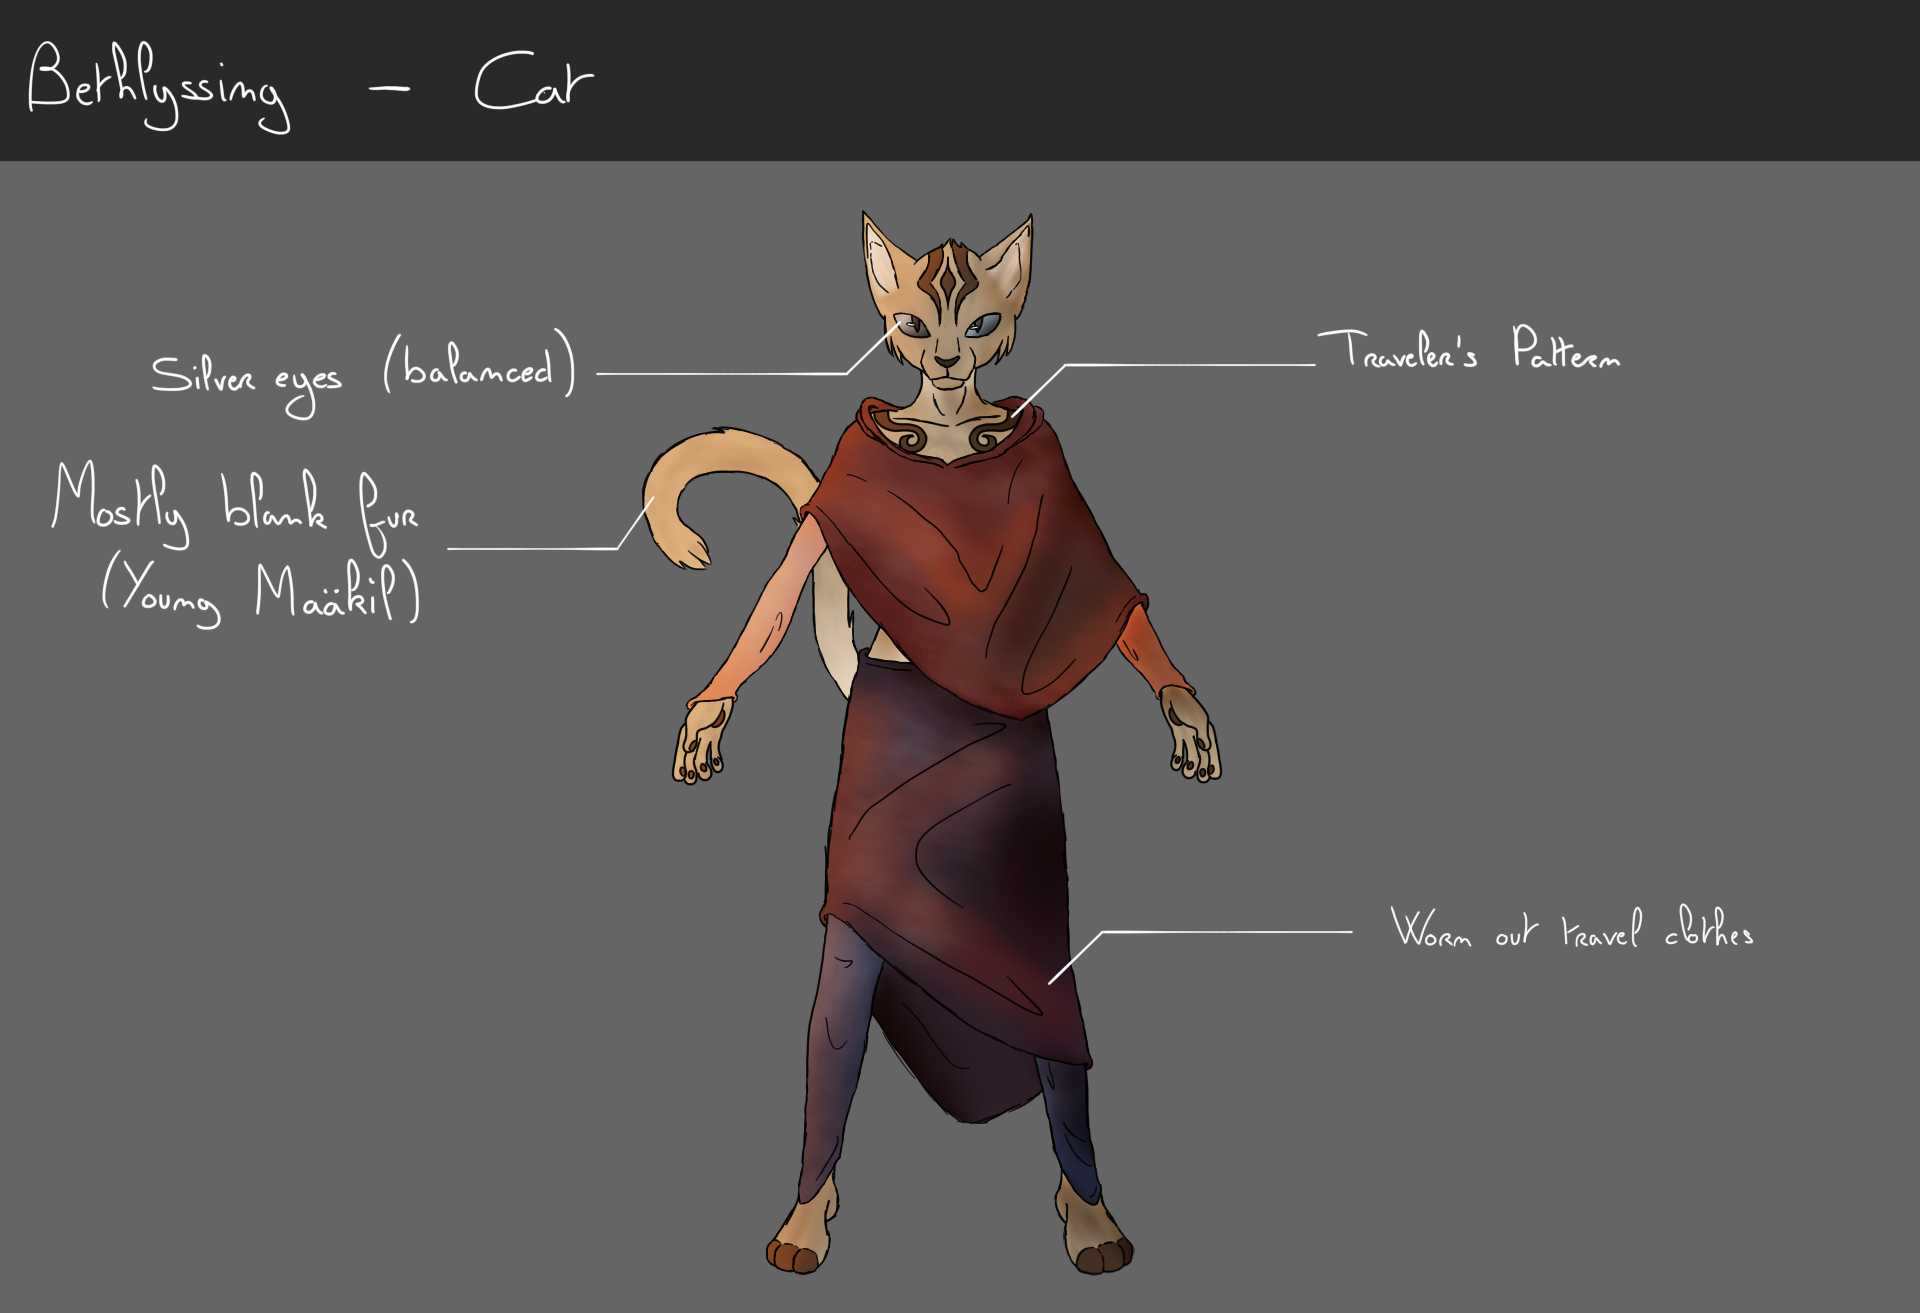 Bethlyssing - Cat
Silver eyes (balanced)
Traveler's Pattern
Mostly blank fur
(Young Maäkil)
Worn out travel clothes